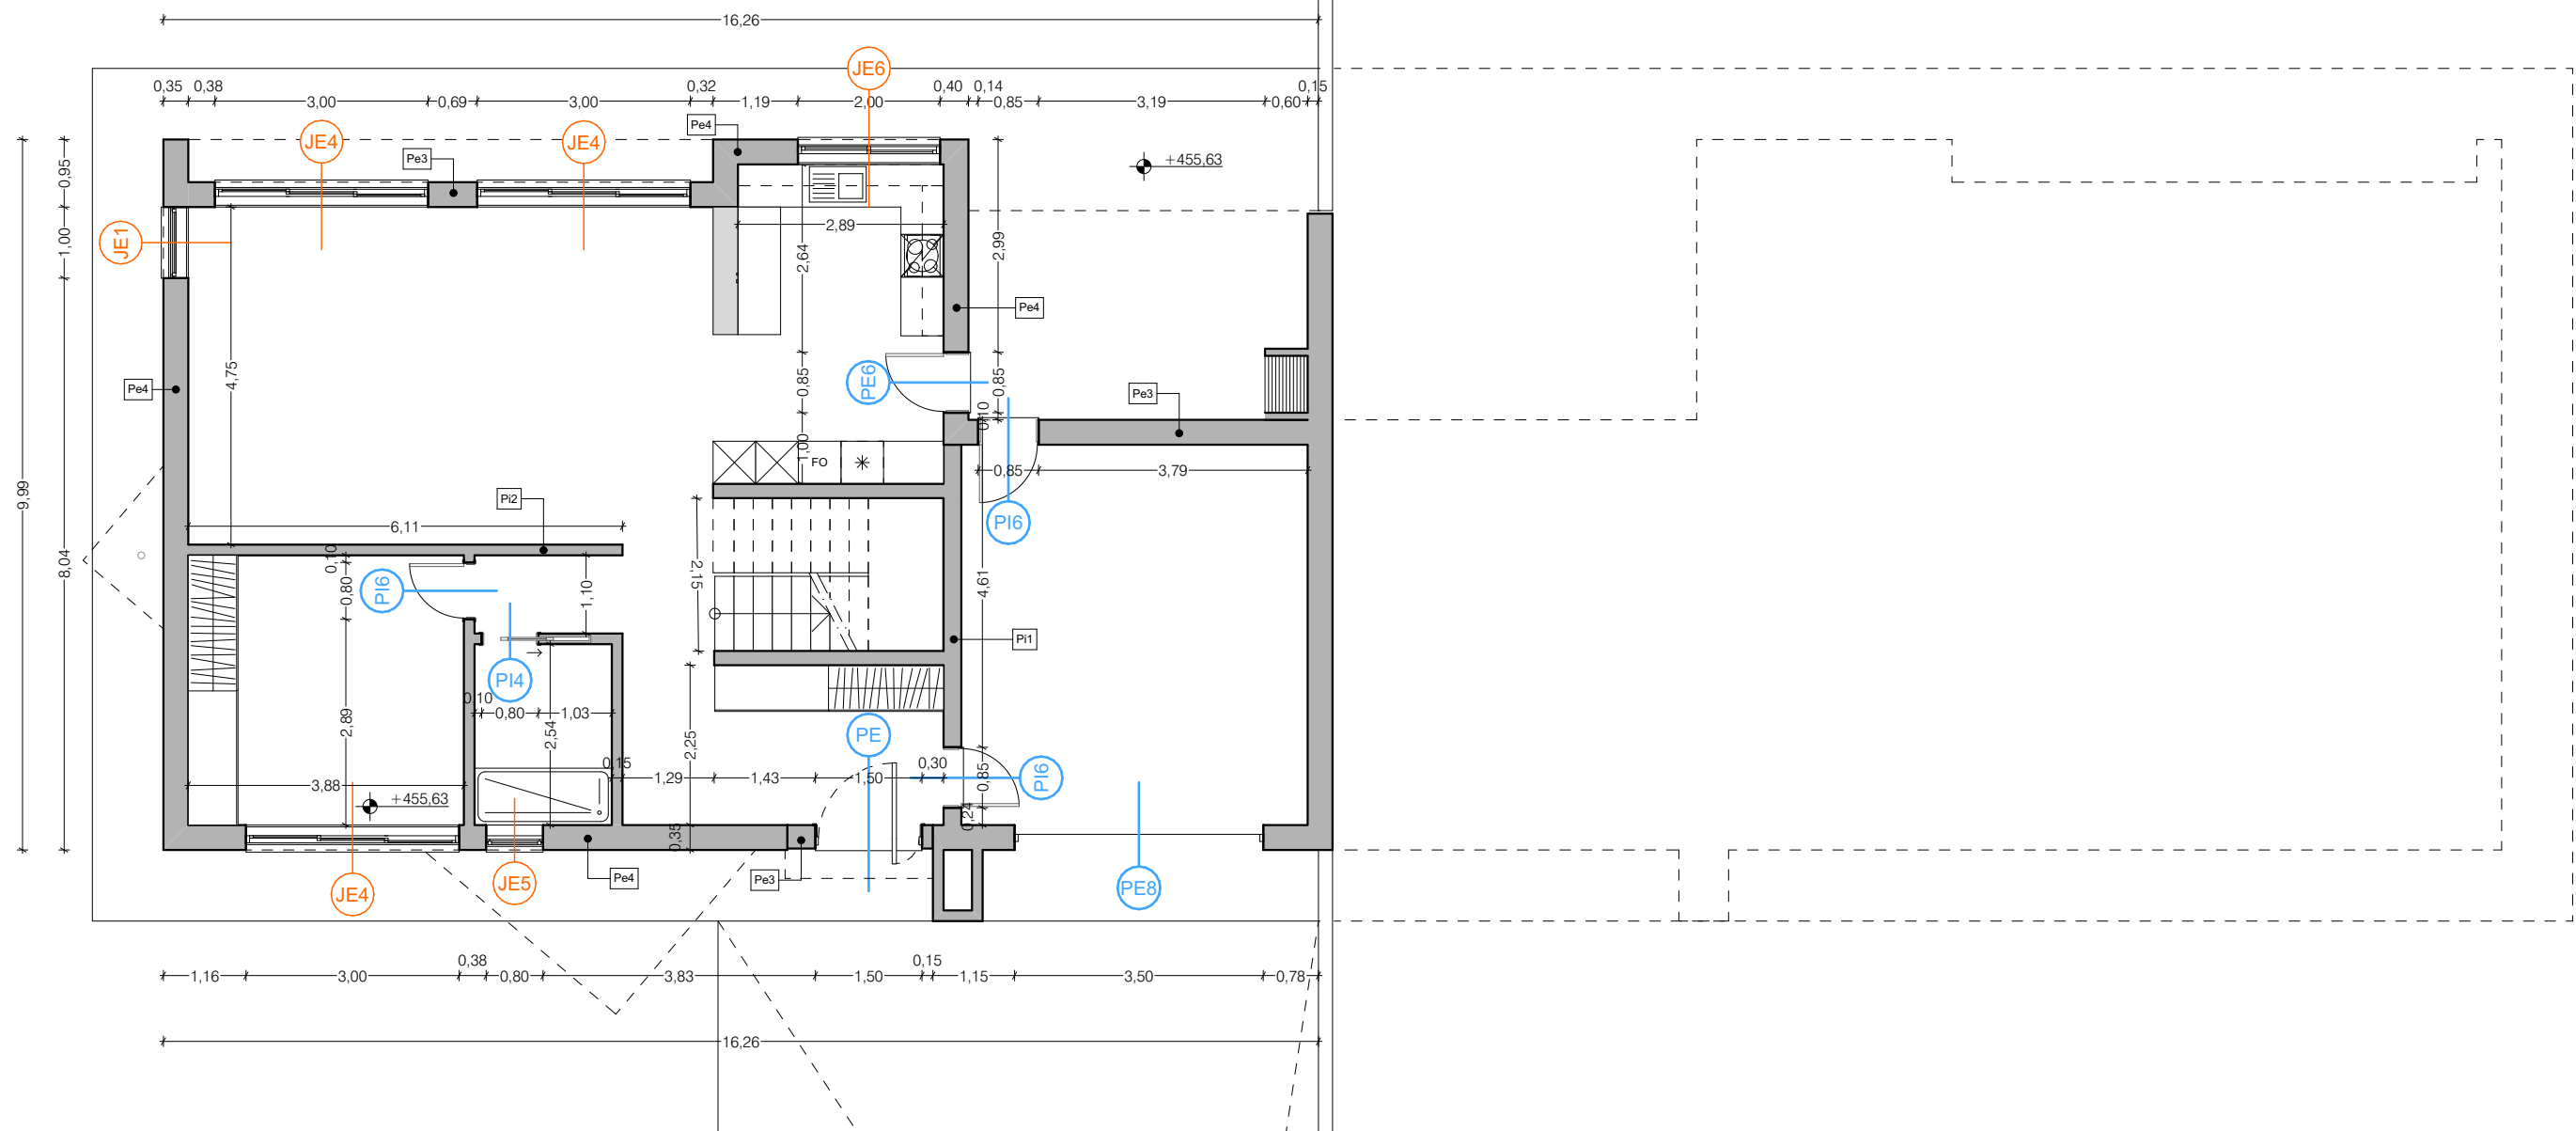 16,26
JE6
0,35 0,38 0,32 0,40 0,14 0,15
3,00 0,69 3,00 1,19 2,00 0,85 3,19 0,60
Pe4
JE4 JE4
Pe3
+455,63
0,95
JE1
1,00
2,89
2,64
2,99
Pe4
4,75
Pe4
PE6
0,85
0,85
Pe3
0,10
1,00
FO
0,85 3,79
9,99
Pi2
PI6
6,11
8,04
0,10
PI6
0,80
1,10
2,15
4,61
Pi1
PI4
0,10
0,80 1,03
2,89
2,54
2,25
PE
0,15 0,30
1,29 1,43 1,50
0,85
PI6
3,88
+455,63
0,24
0,35
JE4
JE5
Pe4
Pe3
PE8
0,38 0,15
1,16 3,00 0,80 3,83 1,50 1,15 3,50 0,78
16,26